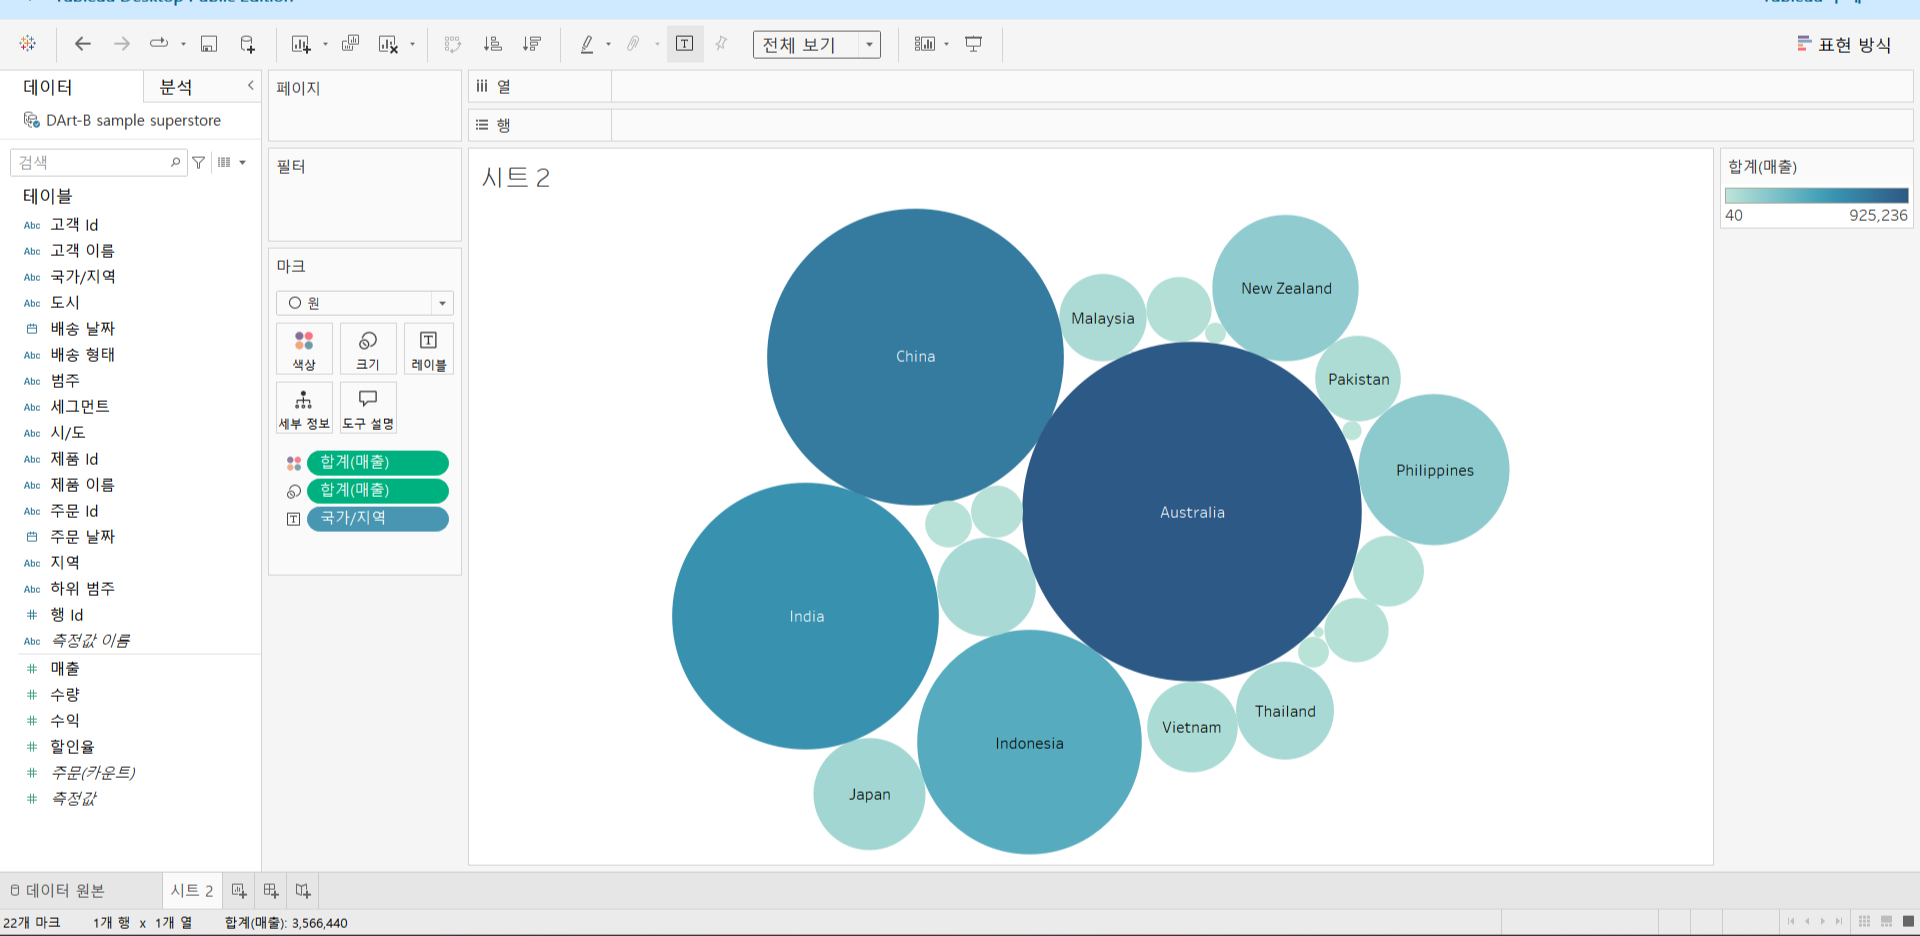 Tableau Desktop Public Edition
전체 보기
표현 방식
데이터
분석
DArt-B sample superstore
검색
테이블
Abc 고객 Id
Abc 고객 이름
Abc 국가/지역
Abc 도시
배송 날짜
Abc 배송 형태
Abc 범주
Abc 세그먼트
Abc 시/도
Abc 제품 Id
Abc 제품 이름
Abc 주문 Id
주문 날짜
Abc 지역
Abc 하위 범주
# 행 Id
Abc 측정값 이름
# 매출
# 수량
# 수익
# 할인율
# 주문(카운트)
# 측정값
페이지
필터
마크
원
색상
크기
레이블
세부 정보
도구 설명
합계(매출)
합계(매출)
국가/지역
열
행
시트 2
China
Malaysia
New Zealand
Pakistan
Philippines
Australia
India
Indonesia
Vietnam
Thailand
Japan
합계(매출)
40
925,236
데이터 원본
시트 2
22개 마크
1개 행 x 1개 열
합계(매출): 3,566,440